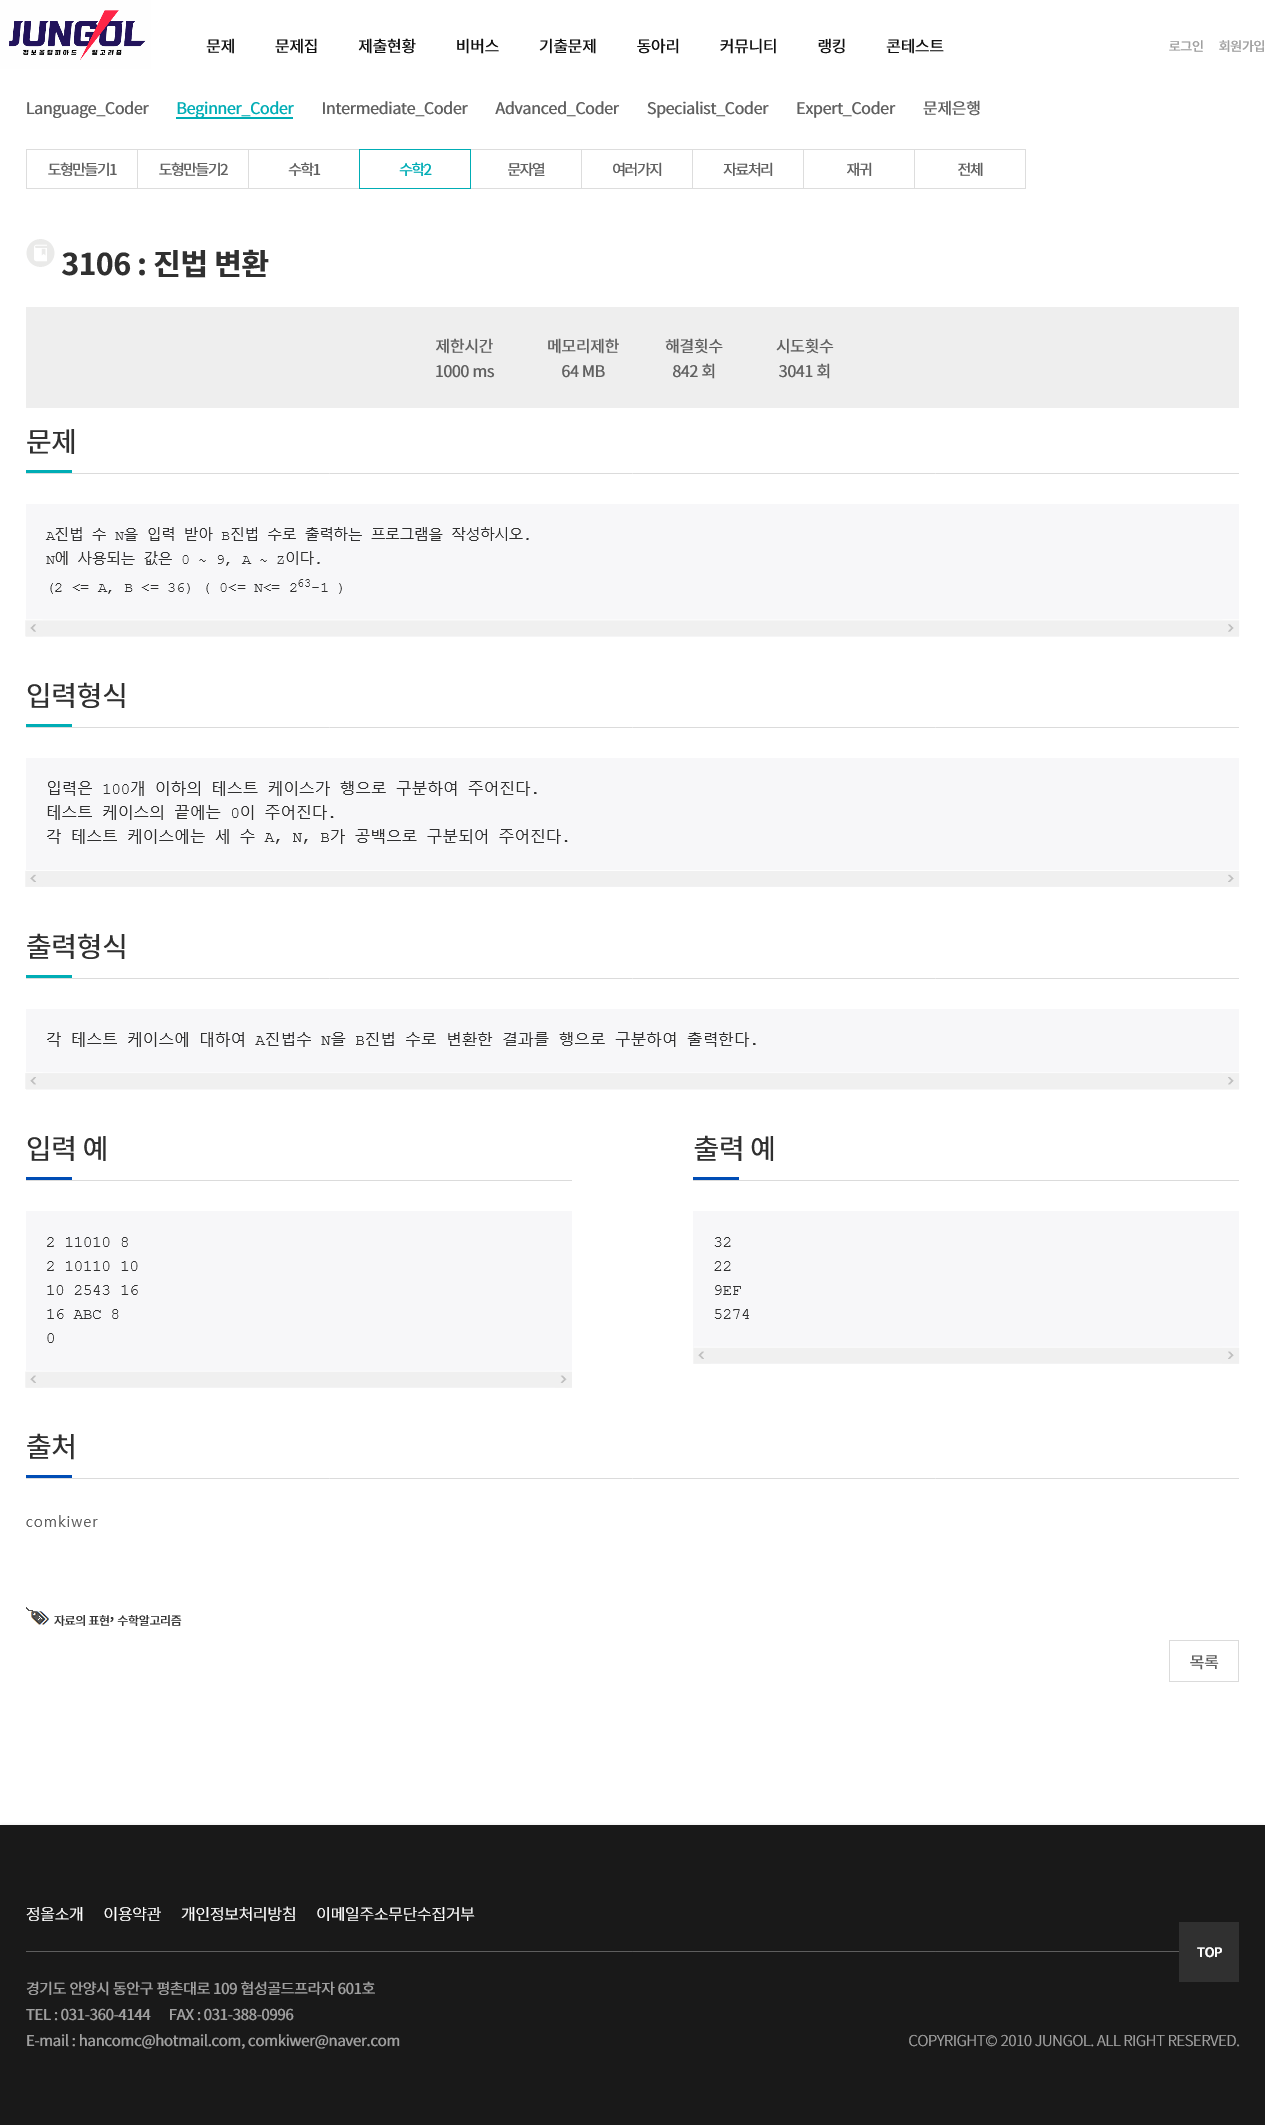 JUNGOL
정보올림피아드 알고리즘
문제 문제집 제출현황 비버스 기출문제 동아리 커뮤니티 랭킹 콘테스트 로그인 회원가입
Language_Coder Beginner_Coder Intermediate_Coder Advanced_Coder Specialist_Coder Expert_Coder 문제은행
도형만들기1 도형만들기2 수학1 수학2 문자열 여러가지 자료처리 재귀 전체
3106 : 진법 변환
제한시간 메모리제한 해결횟수 시도횟수
1000 ms 64 MB 842 회 3041 회
문제
A진법 수 N을 입력 받아 B진법 수로 출력하는 프로그램을 작성하시오.
N에 사용되는 값은 0 ~ 9, A ~ Z이다.
(2 <= A, B <= 36) ( 0<= N<= 2⁶³-1 )
입력형식
입력은 100개 이하의 테스트 케이스가 행으로 구분하여 주어진다.
테스트 케이스의 끝에는 0이 주어진다.
각 테스트 케이스에는 세 수 A, N, B가 공백으로 구분되어 주어진다.
출력형식
각 테스트 케이스에 대하여 A진법수 N을 B진법 수로 변환한 결과를 행으로 구분하여 출력한다.
입력 예
2 11010 8
2 10110 10
10 2543 16
16 ABC 8
0
출력 예
32
22
9EF
5274
출처
comkiwer
자료의 표현, 수학알고리즘
목록
정올소개 이용약관 개인정보처리방침 이메일주소무단수집거부
TOP
경기도 안양시 동안구 평촌대로 109 협성골드프라자 601호
TEL : 031-360-4144 FAX : 031-388-0996
E-mail : hancomc@hotmail.com, comkiwer@naver.com
COPYRIGHT© 2010 JUNGOL. ALL RIGHT RESERVED.